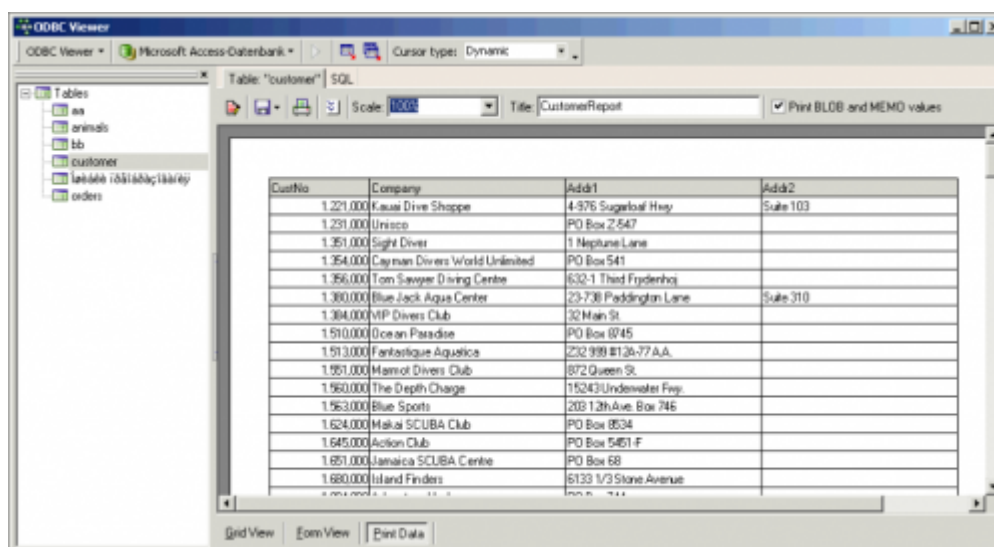 ODBC Viewer
ODBC Viewer Microsoft Access-Datenbank Cursor type: Dynamic
Table: "customer" SQL
Tables
aa
animals
bb
customer
orders
Scale: 100% Title: CustomerReport Print BLOB and MEMO values
CustNo Company Addr1 Addr2
1.221,000 Kauai Dive Shoppe 4-976 Sugarloaf Hwy Suite 103
1.231,000 Unisco PO Box Z-547
1.351,000 Sight Diver 1 Neptune Lane
1.354,000 Cayman Divers World Unlimited PO Box 541
1.356,000 Tom Sawyer Diving Centre 632-1 Third Frydenhoj
1.380,000 Blue Jack Aqua Center 23-738 Paddington Lane Suite 310
1.384,000 VIP Divers Club 32 Main St.
1.510,000 Ocean Paradise PO Box 8745
1.513,000 Fantastique Aquatica Z32 999 #12A-77 A.A.
1.551,000 Marmot Divers Club 872 Queen St.
1.560,000 The Depth Charge 15243 Underwater Fwy.
1.563,000 Blue Sports 203 12th Ave. Box 746
1.624,000 Makai SCUBA Club PO Box 8534
1.645,000 Action Club PO Box 5451-F
1.651,000 Jamaica SCUBA Centre PO Box 68
1.680,000 Island Finders 6133 1/3 Stone Avenue
Grid View Form View Print Data